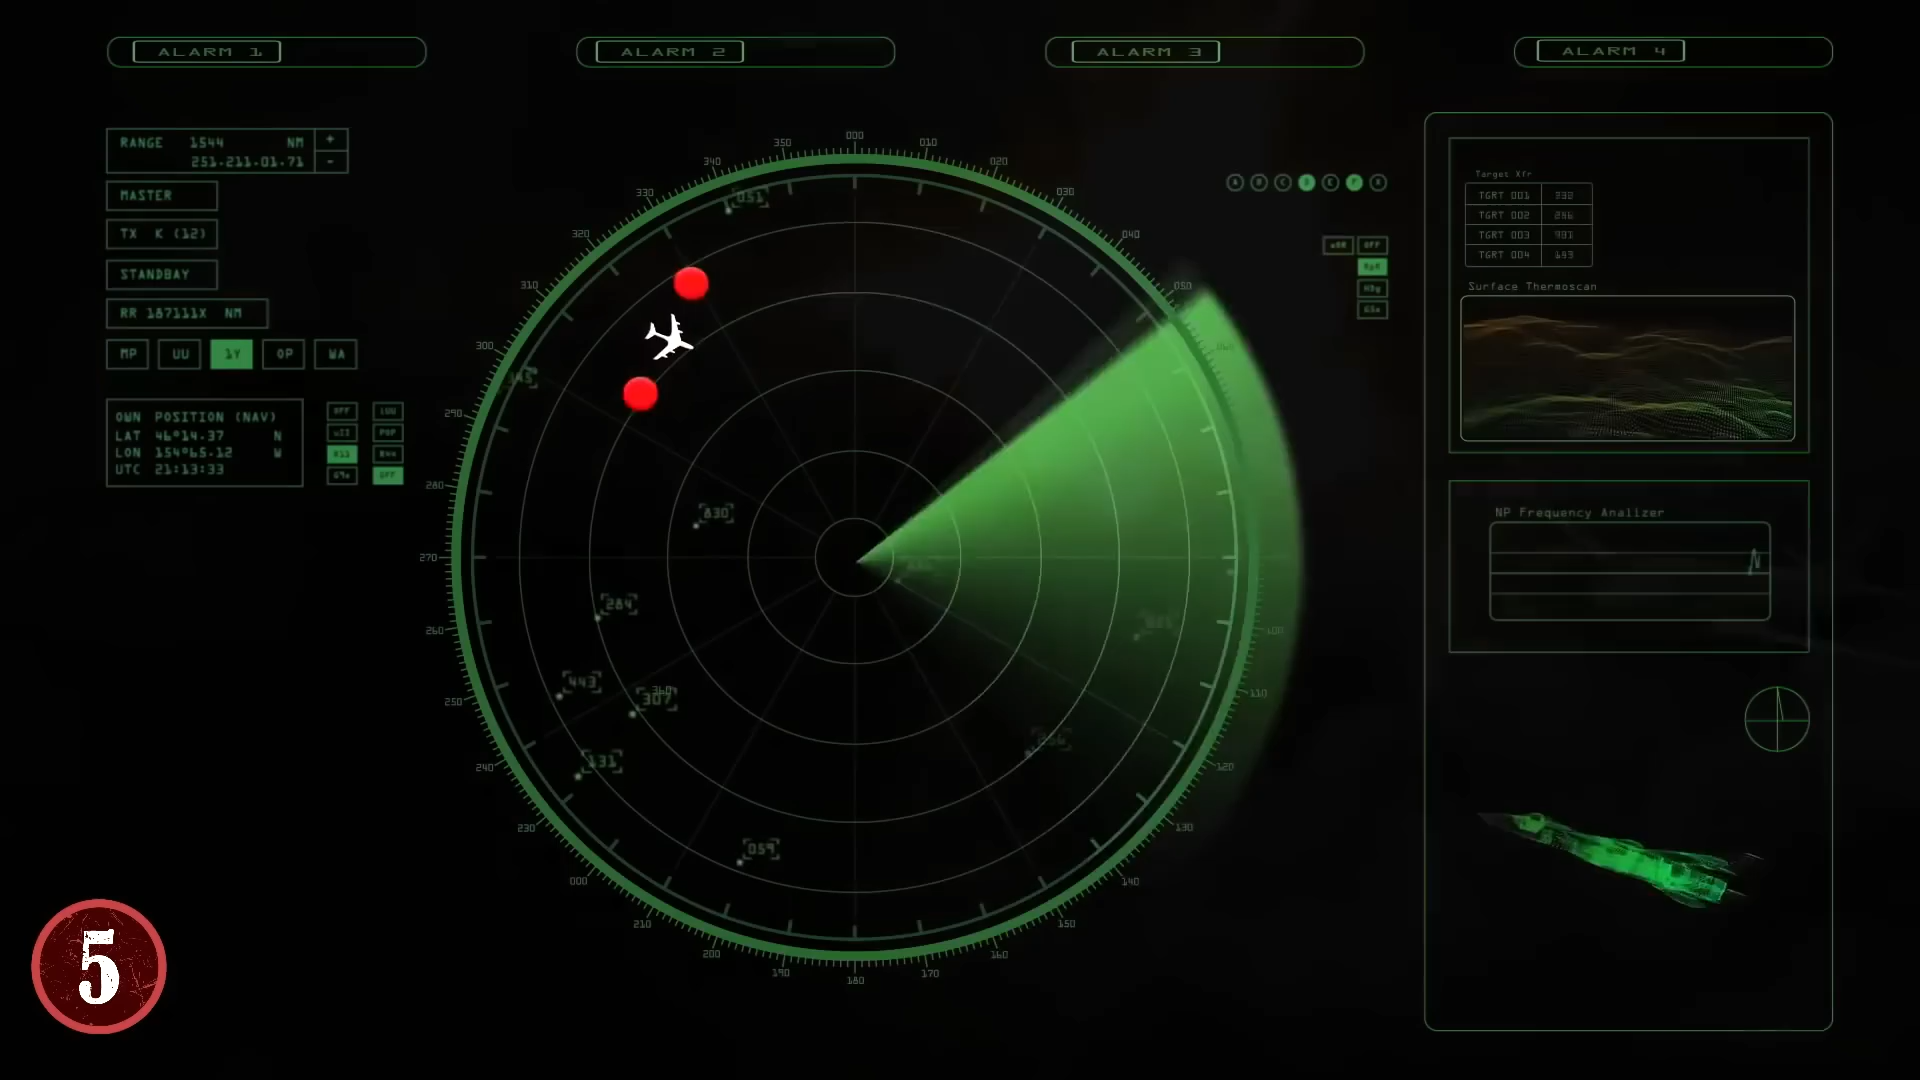 ALARM 1
ALARM 2
ALARM 3
ALARM 4
RANGE 1544 NM +
251.211.01.71 -
MASTER
TX K (12)
STANDBAY
RR 187111X NM
MP UU 1Y OP WA
OWN POSITION (NAV)
LAT 46°14.37 N
LON 154°65.12 W
UTC 21:13:33
000
010
020
030
040
050
100
110
120
130
140
150
160
170
180
190
200
210
000
230
240
250
260
270
280
290
300
310
320
330
340
350
051
830
284
443
307
131
059
OFF
Target Xfr
TGRT 001
TGRT 002
TGRT 003
TGRT 004
Surface Thermoscan
NP Frequency Analizer
5